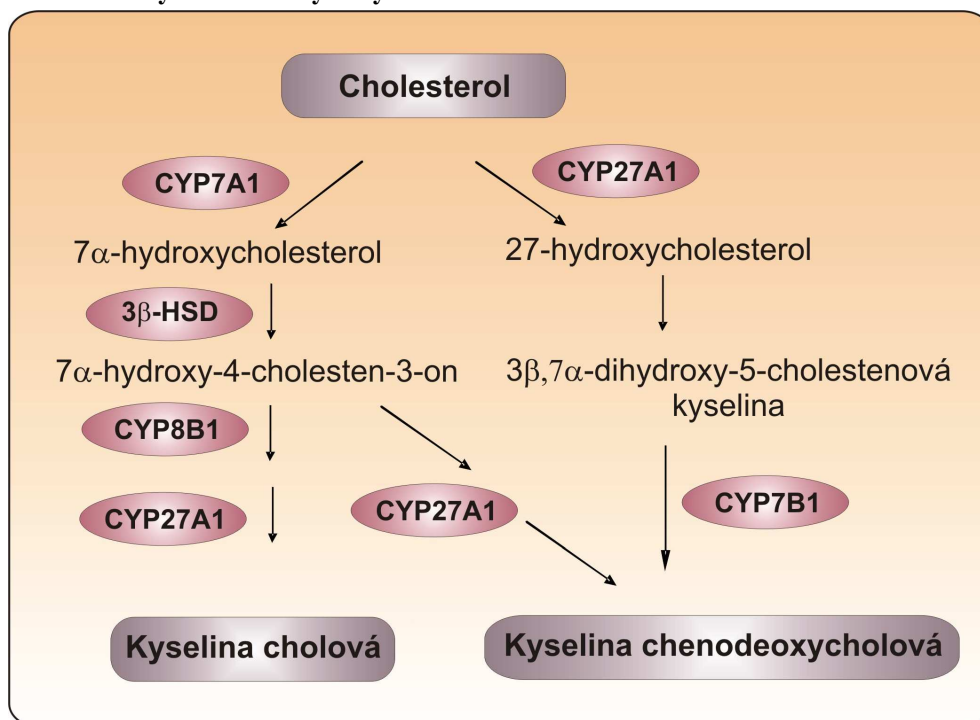 Cholesterol
CYP7A1
CYP27A1
7α-hydroxycholesterol
27-hydroxycholesterol
3β-HSD
7α-hydroxy-4-cholesten-3-on
3β,7α-dihydroxy-5-cholestenová
kyselina
CYP8B1
CYP27A1
CYP27A1
CYP7B1
Kyselina cholová
Kyselina chenodeoxycholová